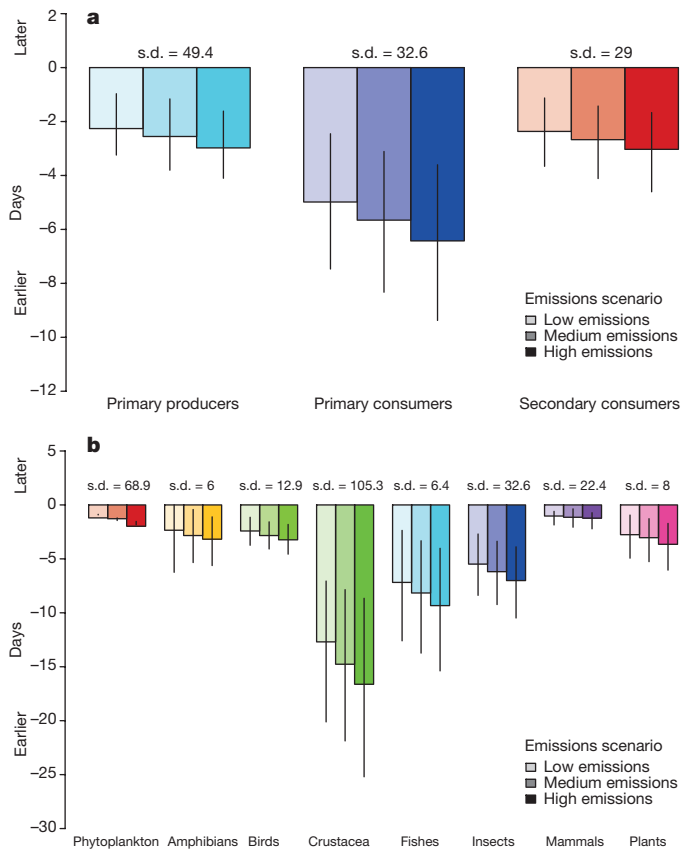 a
Later
2
0
−2
−4
−6
−8
−10
−12
Days
Earlier
s.d. = 49.4
s.d. = 32.6
s.d. = 29
Emissions scenario
Low emissions
Medium emissions
High emissions
Primary producers
Primary consumers
Secondary consumers
b
Later
5
0
−5
−10
−15
−20
−25
−30
Days
Earlier
s.d. = 68.9
s.d. = 6
s.d. = 12.9
s.d. = 105.3
s.d. = 6.4
s.d. = 32.6
s.d. = 22.4
s.d. = 8
Emissions scenario
Low emissions
Medium emissions
High emissions
Phytoplankton
Amphibians
Birds
Crustacea
Fishes
Insects
Mammals
Plants